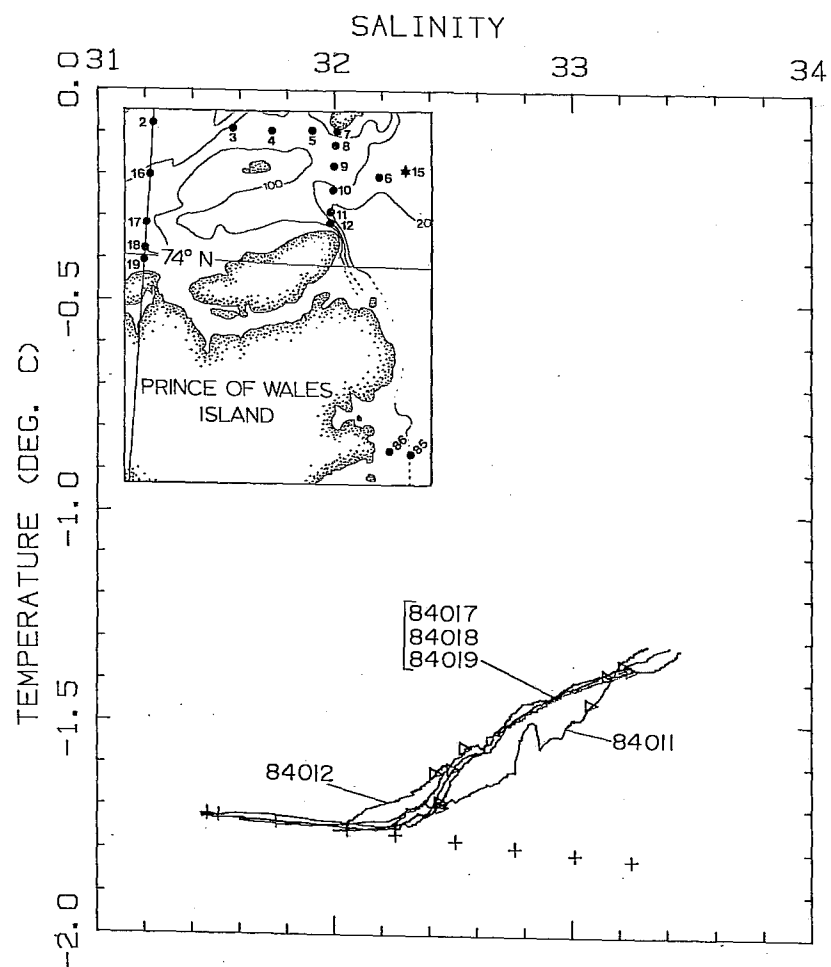 SALINITY
31 32 33 34
0.0
-0.5
-1.0
-1.5
-2.0
TEMPERATURE (DEG. C)
2 3 4 5 7
8
16 9 6 15
100 10
17 11 20
18 12
74° N
19
PRINCE OF WALES
ISLAND
86 85
84017
84018
84019
84011
84012